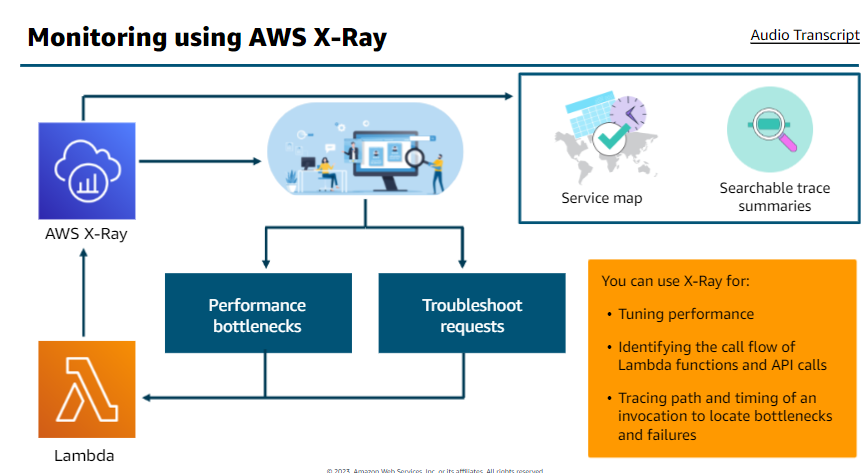 Monitoring using AWS X-Ray
Audio Transcript
AWS X-Ray
Service map
Searchable trace
summaries
Performance
bottlenecks
Troubleshoot
requests
You can use X-Ray for:
• Tuning performance
• Identifying the call flow of
Lambda functions and API calls
• Tracing path and timing of an
invocation to locate bottlenecks
and failures
Lambda
© 2023, Amazon Web Services, Inc. or its affiliates. All rights reserved.